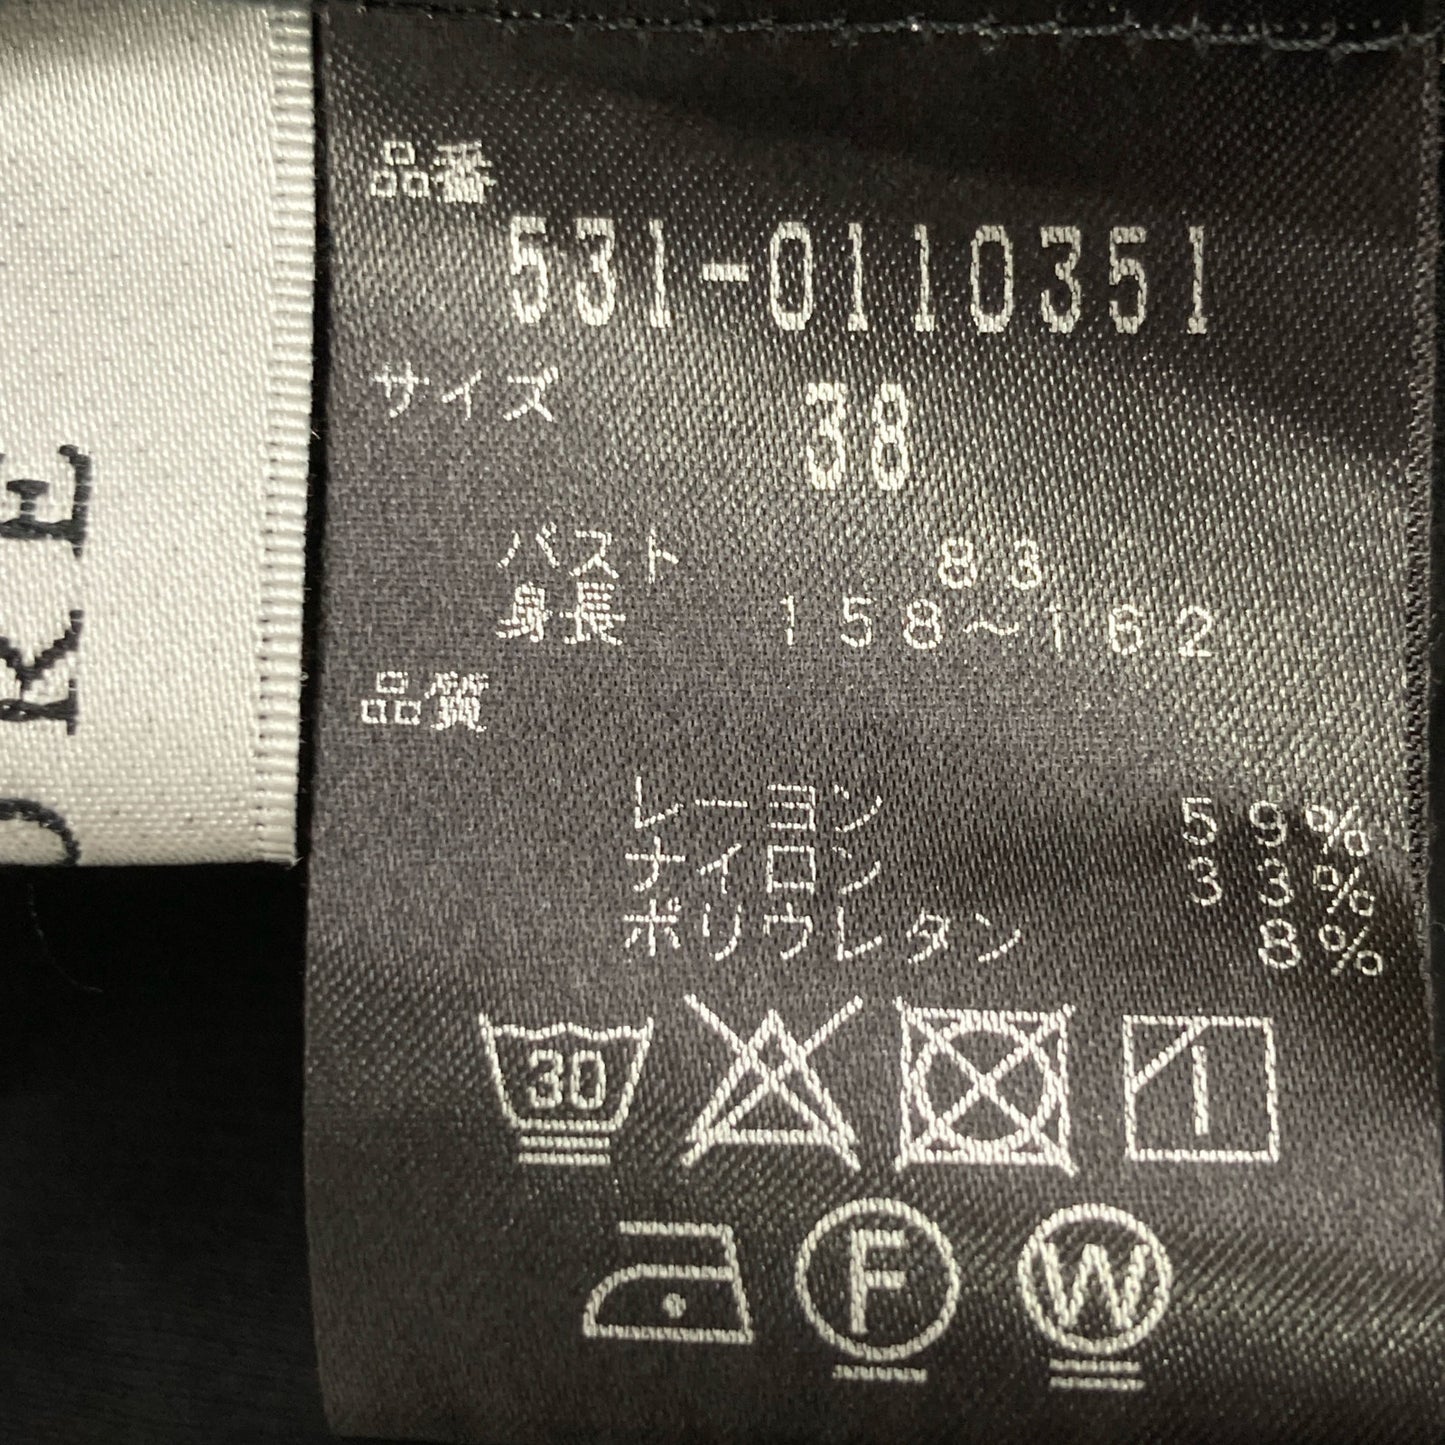 品番
531-0110351
サイズ 38
バスト 83
身長 158～162
品質
レーヨン 59%
ナイロン 33%
ポリウレタン 8%
30
F W